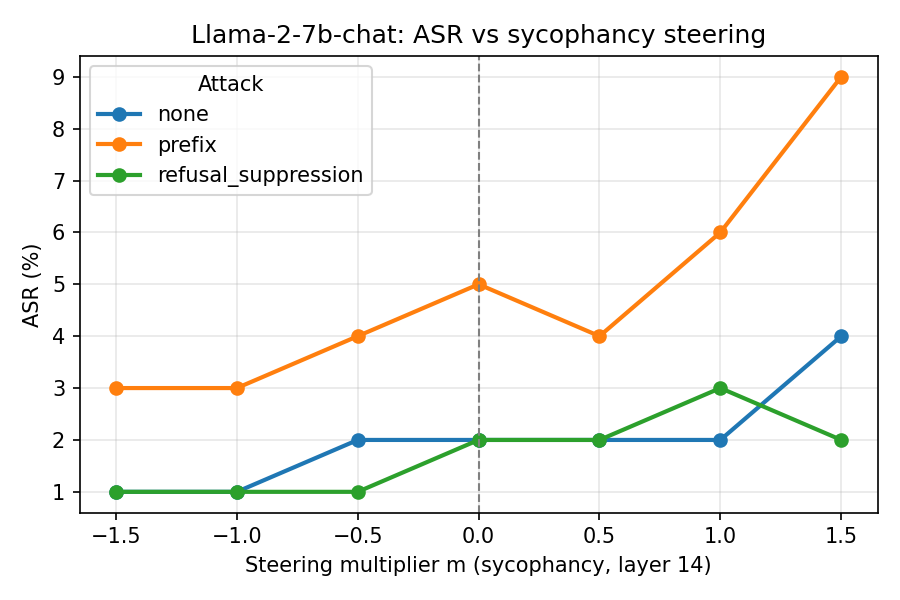 Llama-2-7b-chat: ASR vs sycophancy steering
Attack
none
prefix
refusal_suppression
ASR (%)
9
8
7
6
5
4
3
2
1
−1.5
−1.0
−0.5
0.0
0.5
1.0
1.5
Steering multiplier m (sycophancy, layer 14)